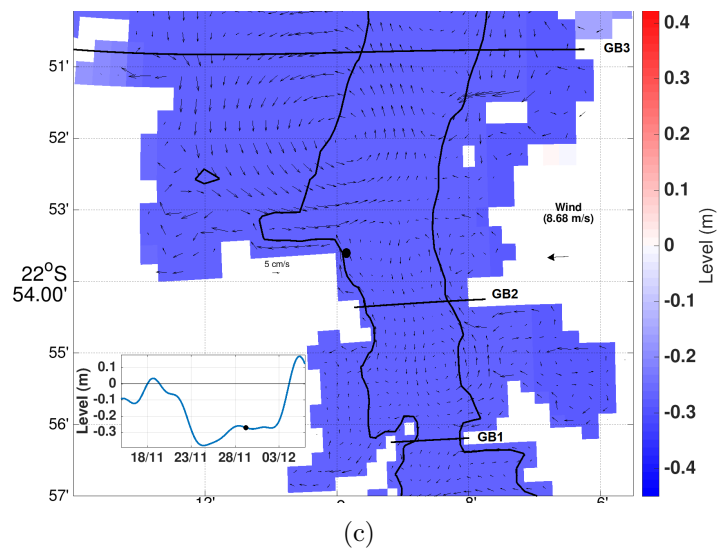 GB3
51'
52'
53'
22°S
54.00'
55'
56'
57'
Wind
(8.68 m/s)
5 cm/s
GB2
GB1
0.1
0
-0.1
-0.2
-0.3
Level (m)
18/11
23/11
28/11
03/12
8'
6'
0.4
0.3
0.2
0.1
0
-0.1
-0.2
-0.3
-0.4
Level (m)
(c)